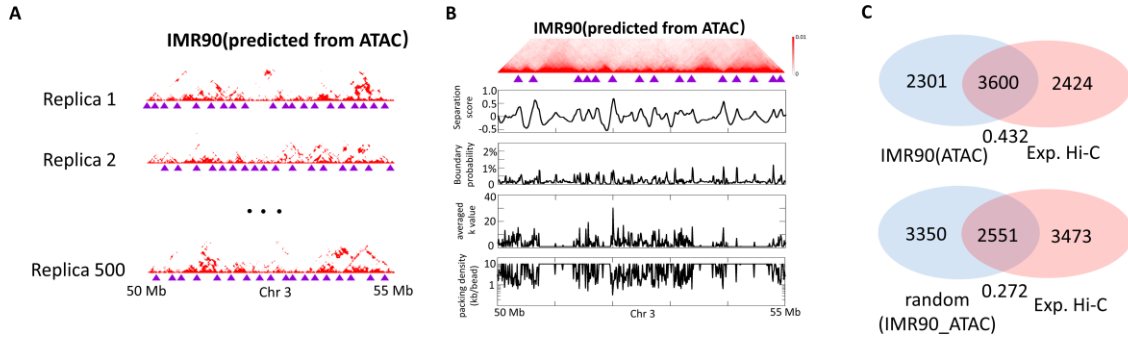 A
IMR90(predicted from ATAC)
Replica 1
Replica 2
• • •
Replica 500
50 Mb
Chr 3
55 Mb
B
IMR90(predicted from ATAC)
0.01
0
Separation
score
1.0
0.5
0
-0.5
Boundary
probability
2%
1%
0
averaged
k value
40
20
0
packing density
(kb/bead)
10
1
50 Mb
Chr 3
55 Mb
C
2301
3600
2424
0.432
IMR90(ATAC)
Exp. Hi-C
3350
2551
3473
0.272
random
(IMR90_ATAC)
Exp. Hi-C